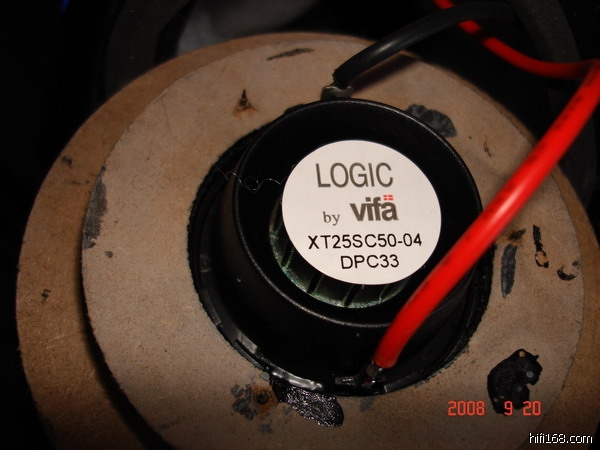 LOGIC
by vifa
XT25SC50-04
DPC33
2008 9 20
hifi168.com